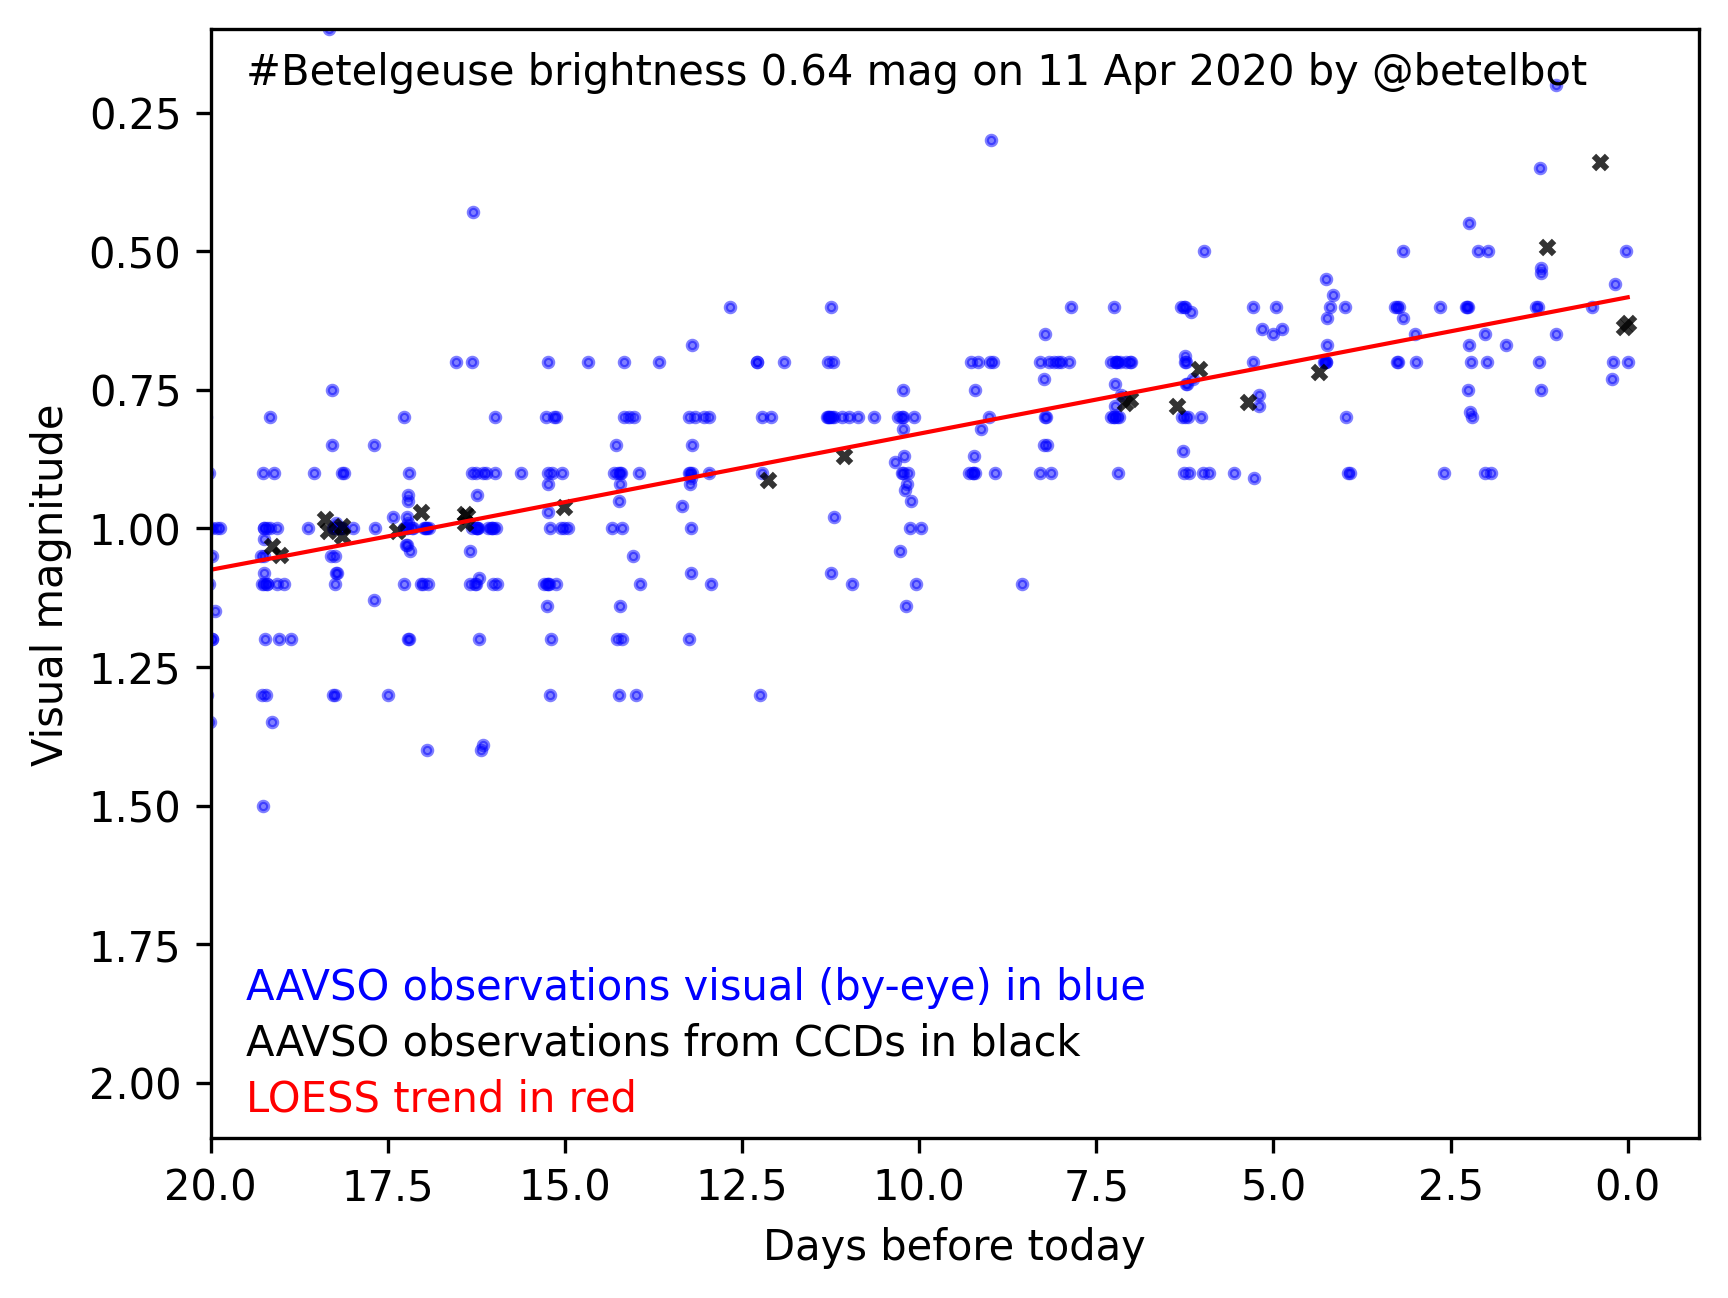 #Betelgeuse brightness 0.64 mag on 11 Apr 2020 by @betelbot
0.25
0.50
0.75
1.00
1.25
1.50
1.75
2.00
Visual magnitude
AAVSO observations visual (by-eye) in blue
AAVSO observations from CCDs in black
LOESS trend in red
20.0 17.5 15.0 12.5 10.0 7.5 5.0 2.5 0.0
Days before today